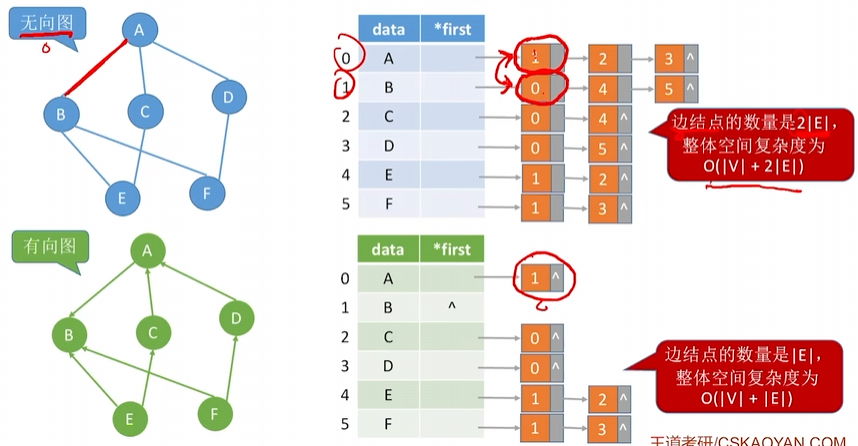 无向图
A
B
C
D
E
F
data *first
0 A 1 2 3 ^
1 B 0 4 5 ^
2 C 0 4 ^
3 D 0 5 ^
4 E 1 2 ^
5 F 1 3 ^
边结点的数量是2|E|,
整体空间复杂度为
O(|V| + 2|E|)
有向图
A
B
C
D
E
F
data *first
0 A 1 ^
1 B ^
2 C 0 ^
3 D 0 ^
4 E 1 2 ^
5 F 1 3 ^
边结点的数量是|E|,
整体空间复杂度为
O(|V| + |E|)
王道考研/CSKAOYAN.COM